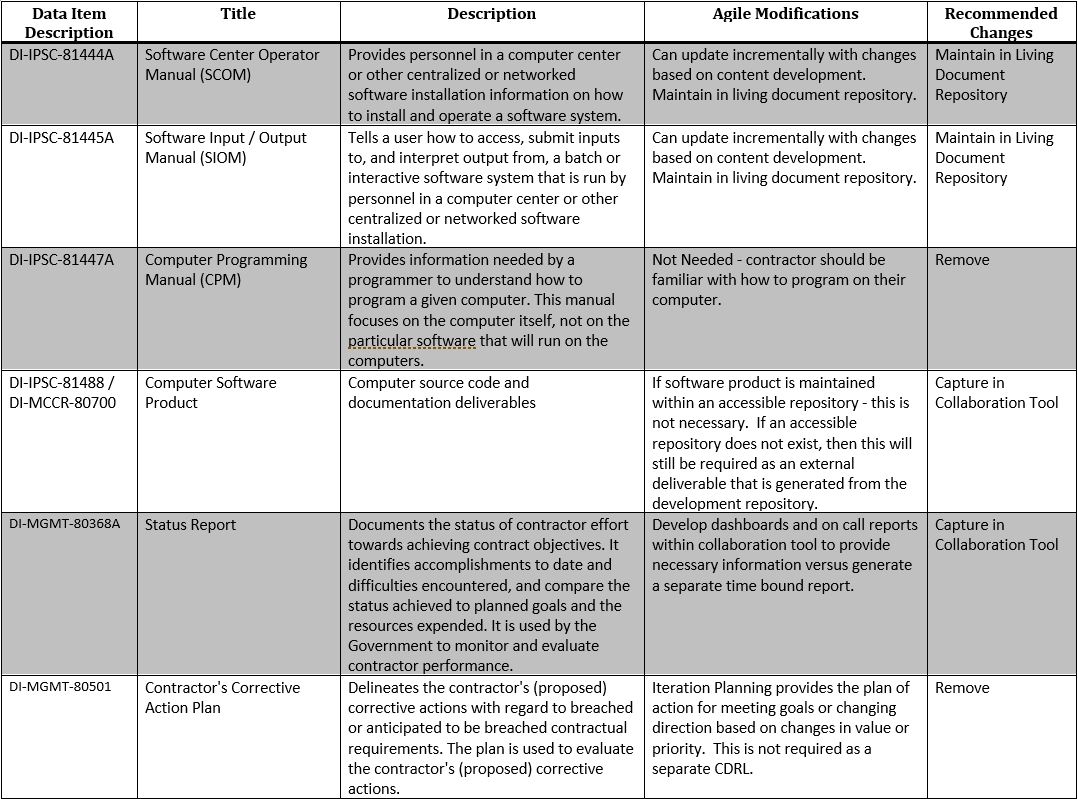 Data Item
Description
Title
Description
Agile Modifications
Recommended
Changes
DI-IPSC-81444A
Software Center Operator
Manual (SCOM)
Provides personnel in a computer center
or other centralized or networked
software installation information on how
to install and operate a software system.
Can update incrementally with changes
based on content development.
Maintain in living document repository.
Maintain in Living
Document
Repository
DI-IPSC-81445A
Software Input / Output
Manual (SIOM)
Tells a user how to access, submit inputs
to, and interpret output from, a batch or
interactive software system that is run by
personnel in a computer center or other
centralized or networked software
installation.
Can update incrementally with changes
based on content development.
Maintain in living document repository.
Maintain in Living
Document
Repository
DI-IPSC-81447A
Computer Programming
Manual (CPM)
Provides information needed by a
programmer to understand how to
program a given computer. This manual
focuses on the computer itself, not on the
particular software that will run on the
computers.
Not Needed - contractor should be
familiar with how to program on their
computer.
Remove
DI-IPSC-81488 /
DI-MCCR-80700
Computer Software
Product
Computer source code and
documentation deliverables
If software product is maintained
within an accessible repository - this is
not necessary.  If an accessible
repository does not exist, then this will
still be required as an external
deliverable that is generated from the
development repository.
Capture in
Collaboration Tool
DI-MGMT-80368A
Status Report
Documents the status of contractor effort
towards achieving contract objectives. It
identifies accomplishments to date and
difficulties encountered, and compare the
status achieved to planned goals and the
resources expended. It is used by the
Government to monitor and evaluate
contractor performance.
Develop dashboards and on call reports
within collaboration tool to provide
necessary information versus generate
a separate time bound report.
Capture in
Collaboration Tool
DI-MGMT-80501
Contractor's Corrective
Action Plan
Delineates the contractor's (proposed)
corrective actions with regard to breached
or anticipated to be breached contractual
requirements. The plan is used to evaluate
the contractor's (proposed) corrective
actions.
Iteration Planning provides the plan of
action for meeting goals or changing
direction based on changes in value or
priority.  This is not required as a
separate CDRL.
Remove